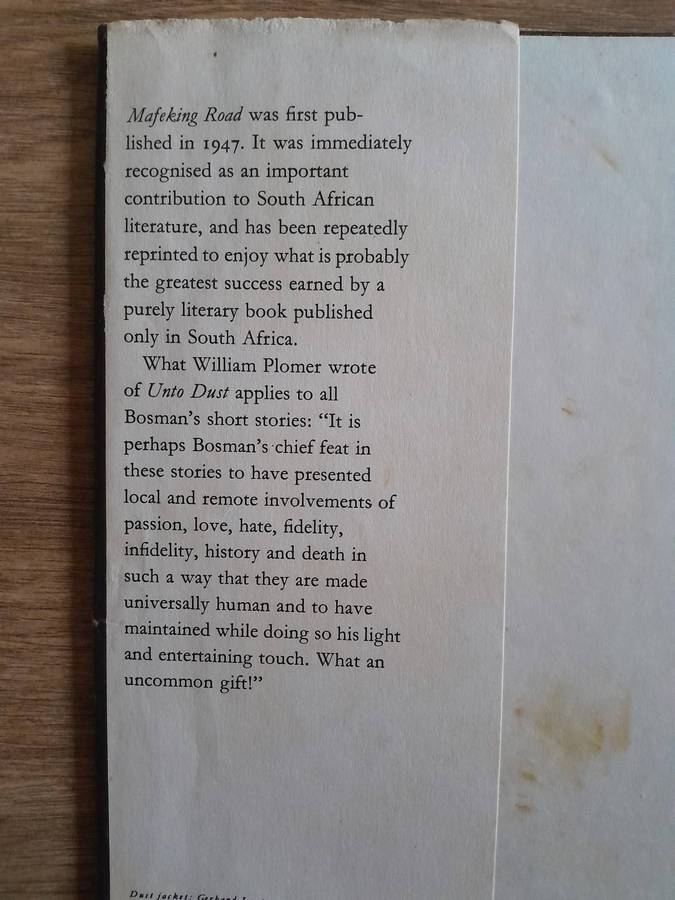 Mafeking Road was first pub-
lished in 1947. It was immediately
recognised as an important
contribution to South African
literature, and has been repeatedly
reprinted to enjoy what is probably
the greatest success earned by a
purely literary book published
only in South Africa.
What William Plomer wrote
of Unto Dust applies to all
Bosman's short stories: “It is
perhaps Bosman's chief feat in
these stories to have presented
local and remote involvements of
passion, love, hate, fidelity,
infidelity, history and death in
such a way that they are made
universally human and to have
maintained while doing so his light
and entertaining touch. What an
uncommon gift!”
Dust jacket: Gerhard